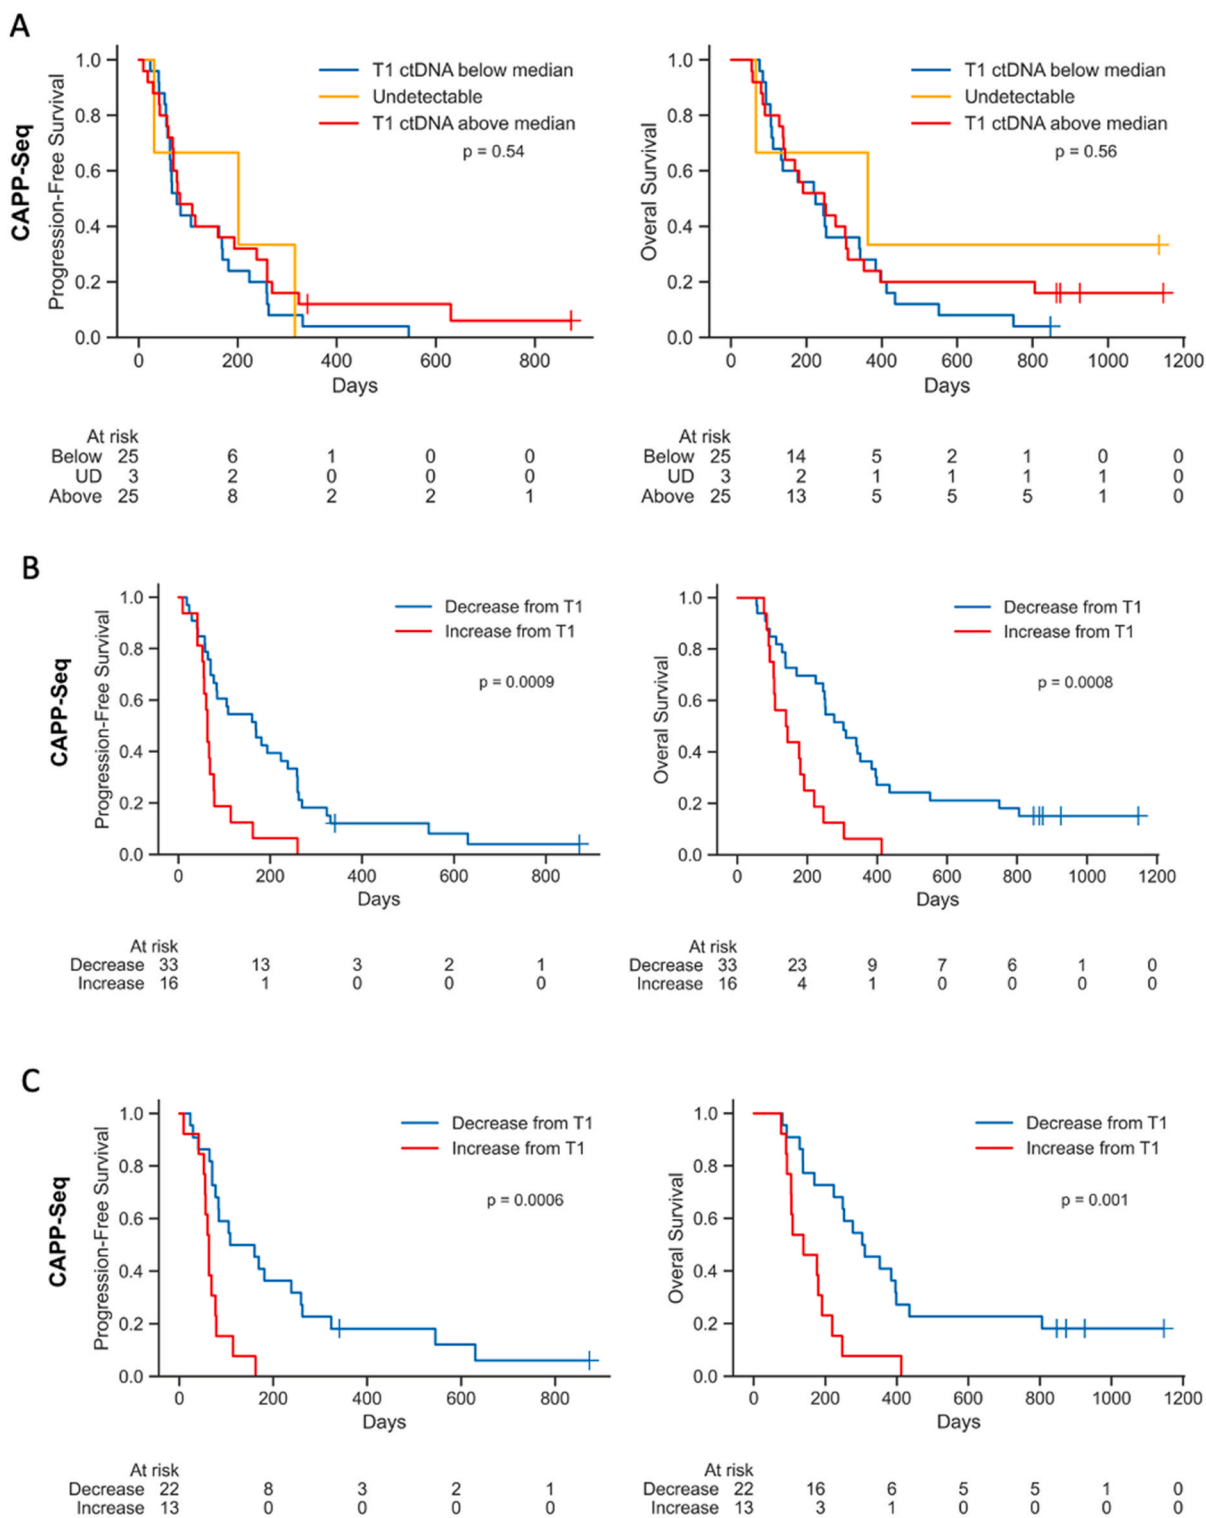 A
CAPP-Seq
Progression-Free Survival
1.0
0.8
0.6
0.4
0.2
0.0
T1 ctDNA below median
Undetectable
T1 ctDNA above median
p = 0.54
0 200 400 600 800
Days
At risk
Below 25 6 1 0 0
UD 3 2 0 0 0
Above 25 8 2 2 1
Overal Survival
1.0
0.8
0.6
0.4
0.2
0.0
T1 ctDNA below median
Undetectable
T1 ctDNA above median
p = 0.56
0 200 400 600 800 1000 1200
Days
At risk
Below 25 14 5 2 1 0 0
UD 3 2 1 1 1 1 0
Above 25 13 5 5 5 1 0
B
CAPP-Seq
Progression-Free Survival
1.0
0.8
0.6
0.4
0.2
0.0
Decrease from T1
Increase from T1
p = 0.0009
0 200 400 600 800
Days
At risk
Decrease 33 13 3 2 1
Increase 16 1 0 0 0
Overal Survival
1.0
0.8
0.6
0.4
0.2
0.0
Decrease from T1
Increase from T1
p = 0.0008
0 200 400 600 800 1000 1200
Days
At risk
Decrease 33 23 9 7 6 1 0
Increase 16 4 1 0 0 0 0
C
CAPP-Seq
Progression-Free Survival
1.0
0.8
0.6
0.4
0.2
0.0
Decrease from T1
Increase from T1
p = 0.0006
0 200 400 600 800
Days
At risk
Decrease 22 8 3 2 1
Increase 13 0 0 0 0
Overal Survival
1.0
0.8
0.6
0.4
0.2
0.0
Decrease from T1
Increase from T1
p = 0.001
0 200 400 600 800 1000 1200
Days
At risk
Decrease 22 16 6 5 5 1 0
Increase 13 3 1 0 0 0 0